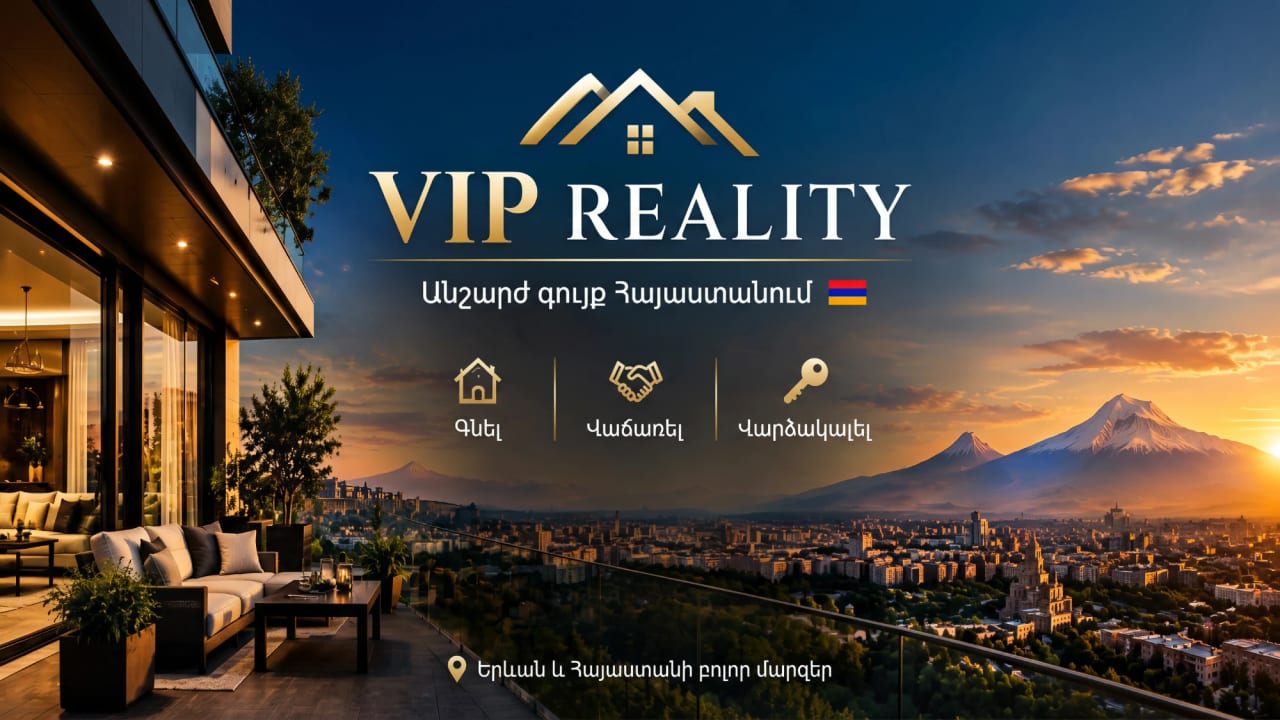 VIP REALITY
Անշարժ գույք Հայաստանում
Գնել
Վաճառել
Վարձակալել
Երևան և Հայաստանի բոլոր մարզեր